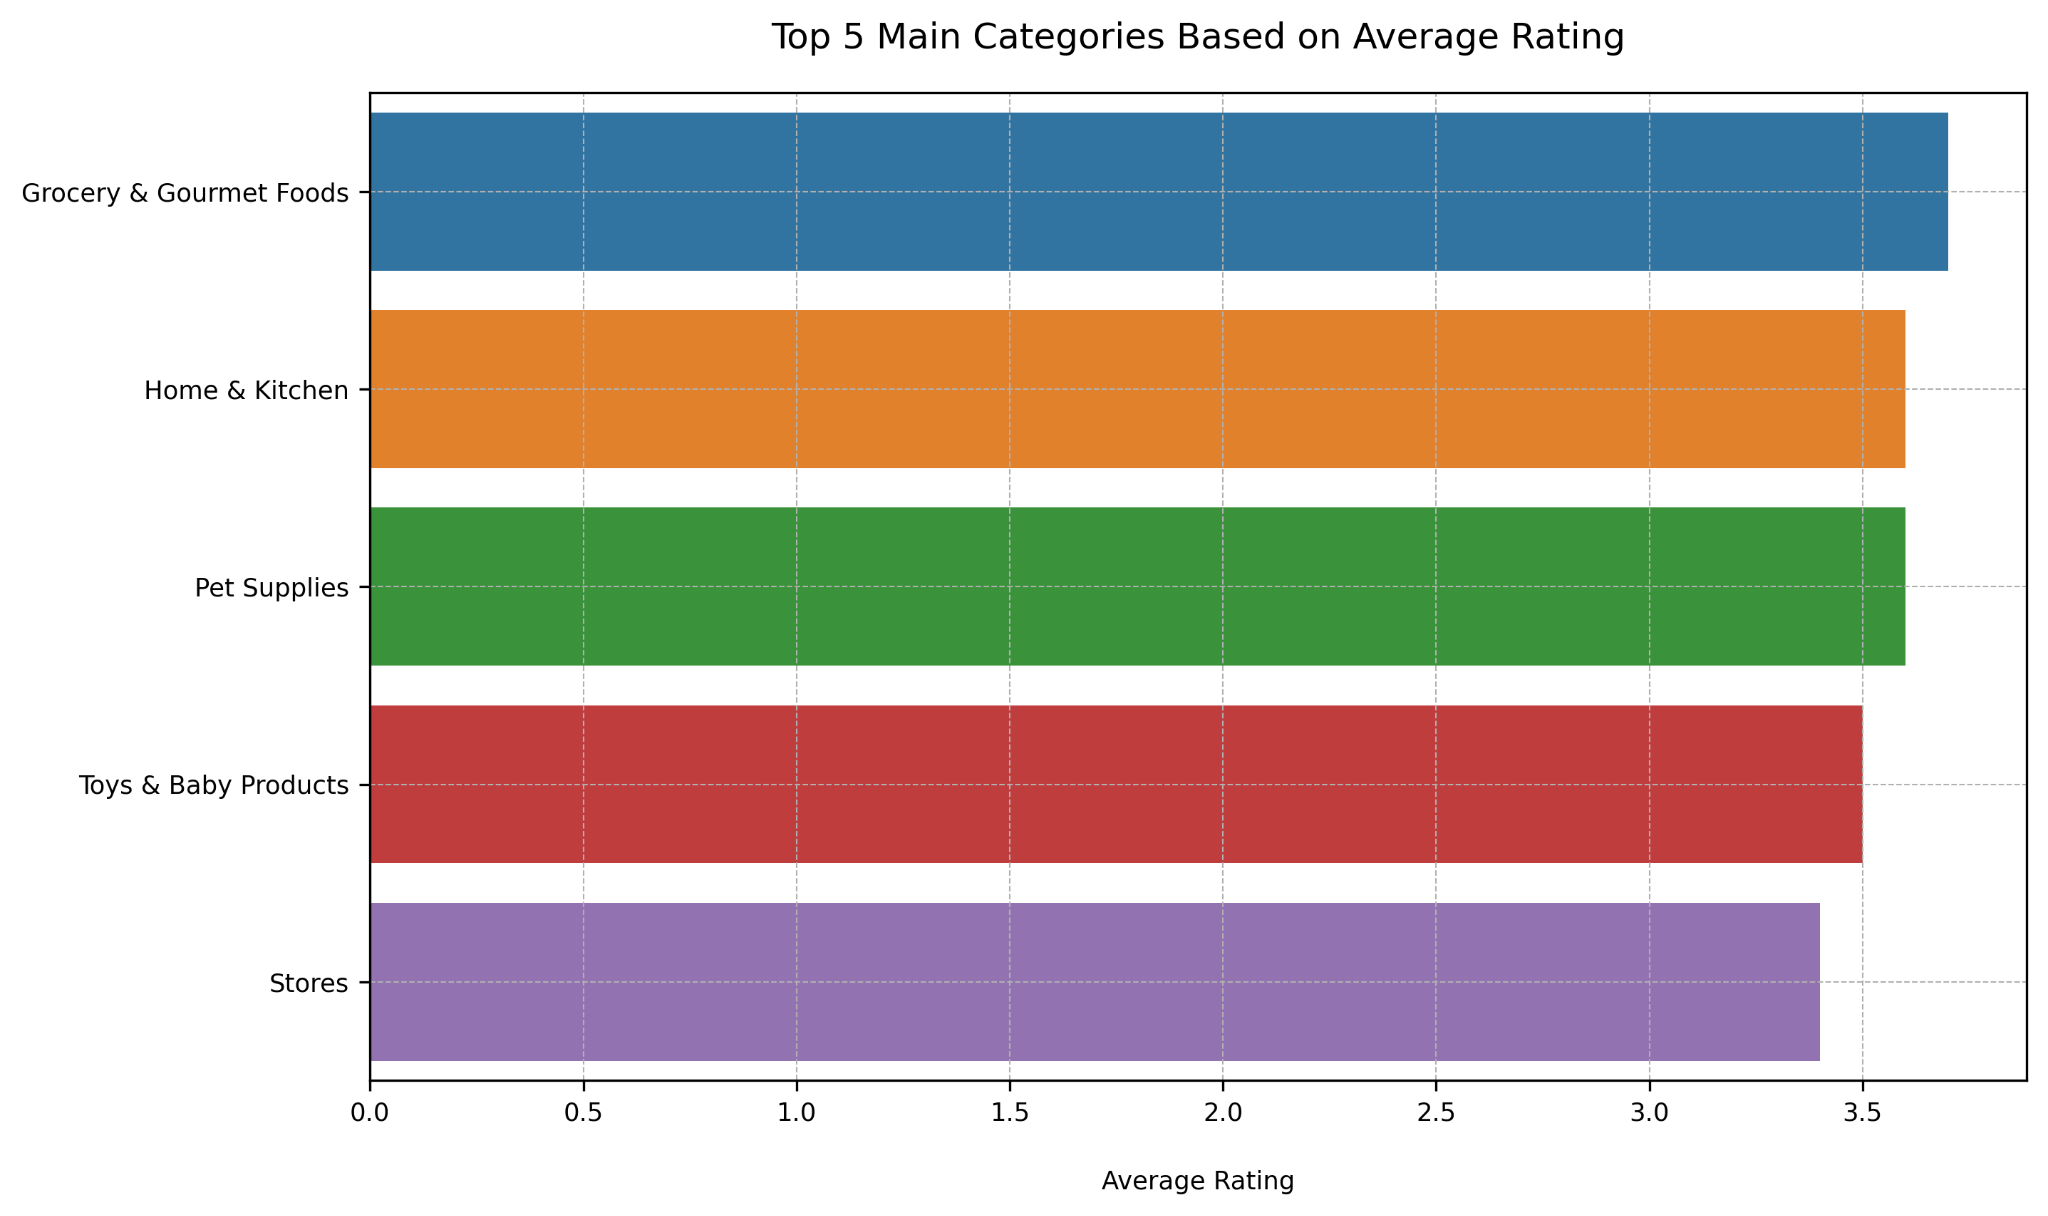 Top 5 Main Categories Based on Average Rating
Grocery & Gourmet Foods
Home & Kitchen
Pet Supplies
Toys & Baby Products
Stores
0.0 0.5 1.0 1.5 2.0 2.5 3.0 3.5
Average Rating